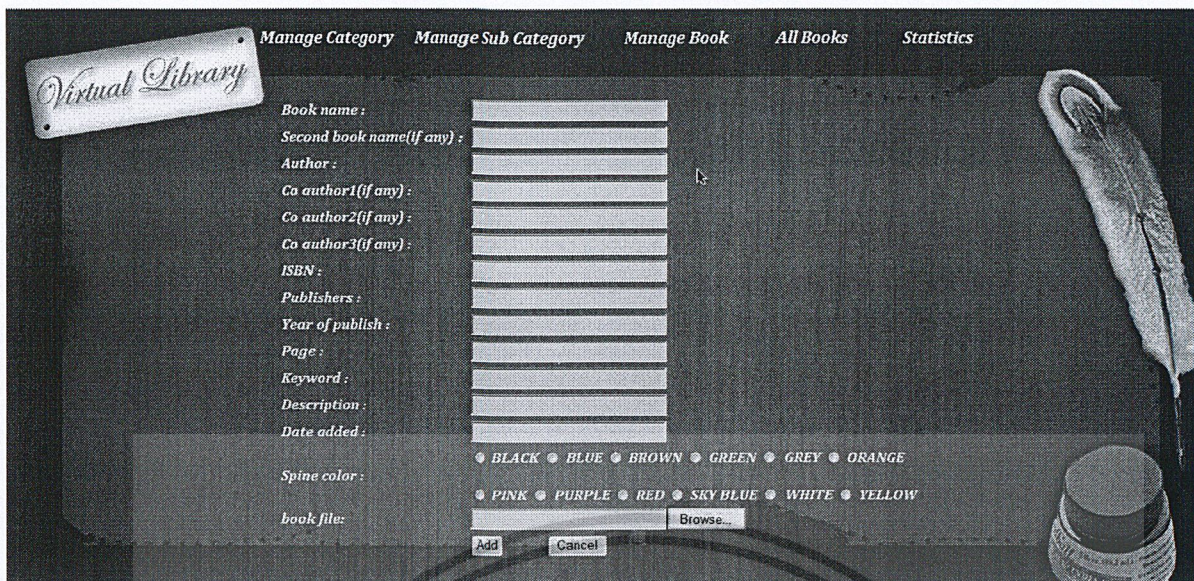 Manage Category Manage Sub Category Manage Book All Books Statistics
Virtual Library
Book name :
Second book name(if any) :
Author :
Co author1(if any) :
Co author2(if any) :
Co author3(if any) :
ISBN :
Publishers :
Year of publish :
Page :
Keyword :
Description :
Date added :
Spine color :
BLACK BLUE BROWN GREEN GREY ORANGE
PINK PURPLE RED SKY BLUE WHITE YELLOW
book file: Browse...
Add Cancel